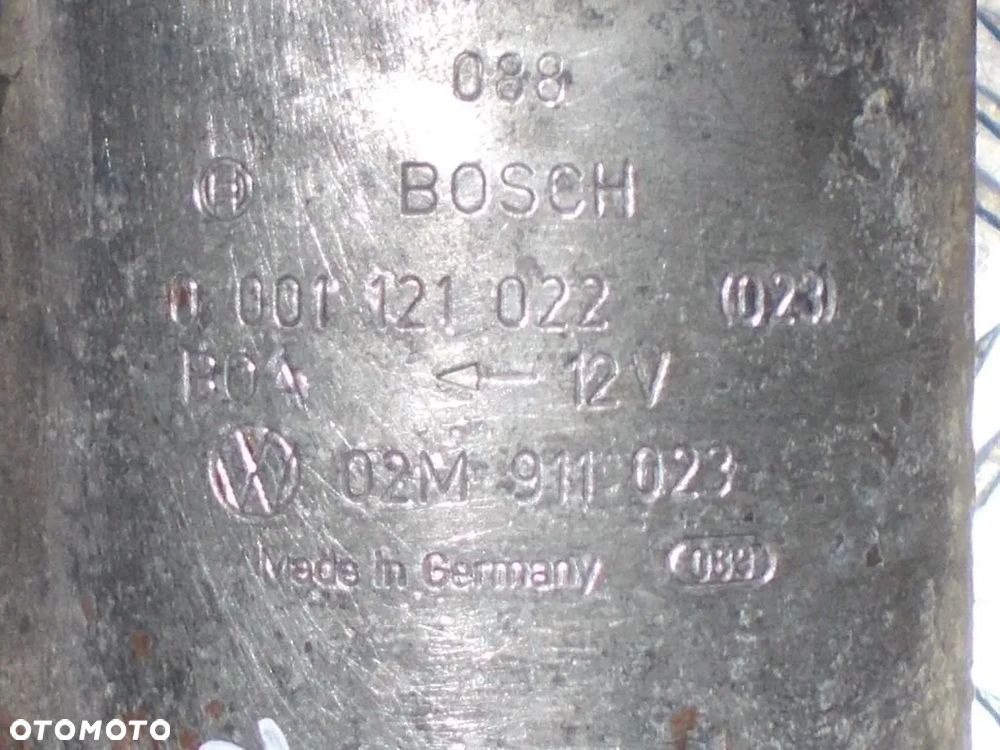 088
BOSCH
0 001 121 022 (023)
B04 12V
02M 911 023
Made in Germany 088
OTOMOTO